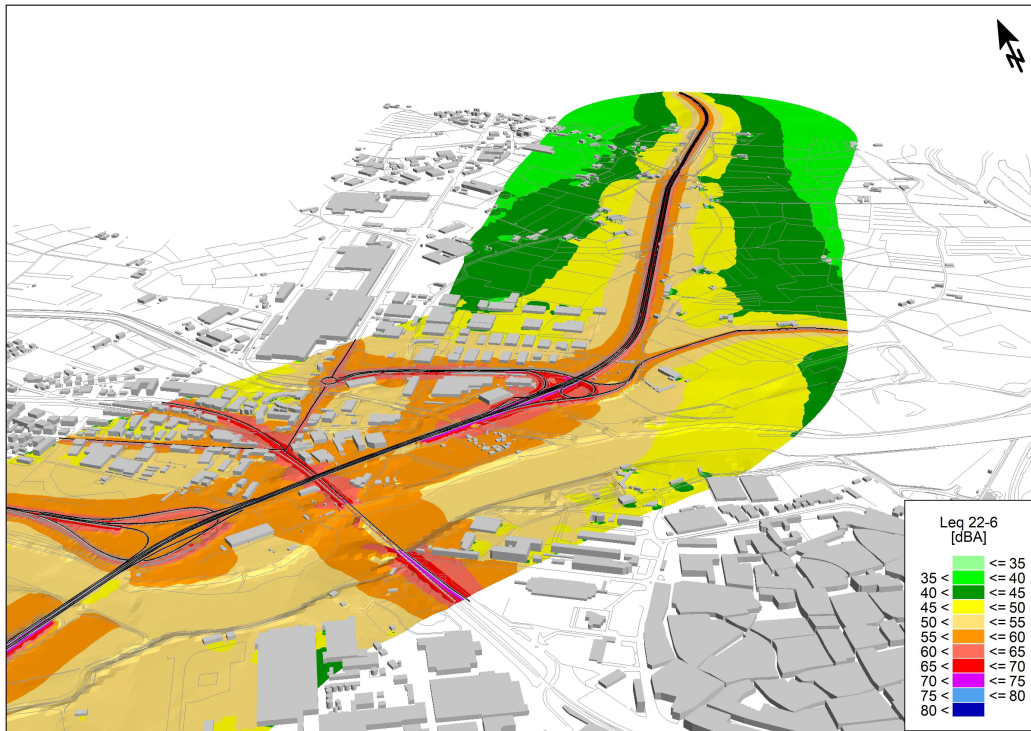 N
Leq 22-6
[dBA]
<= 35
35 < <= 40
40 < <= 45
45 < <= 50
50 < <= 55
55 < <= 60
60 < <= 65
65 < <= 70
70 < <= 75
75 < <= 80
80 <